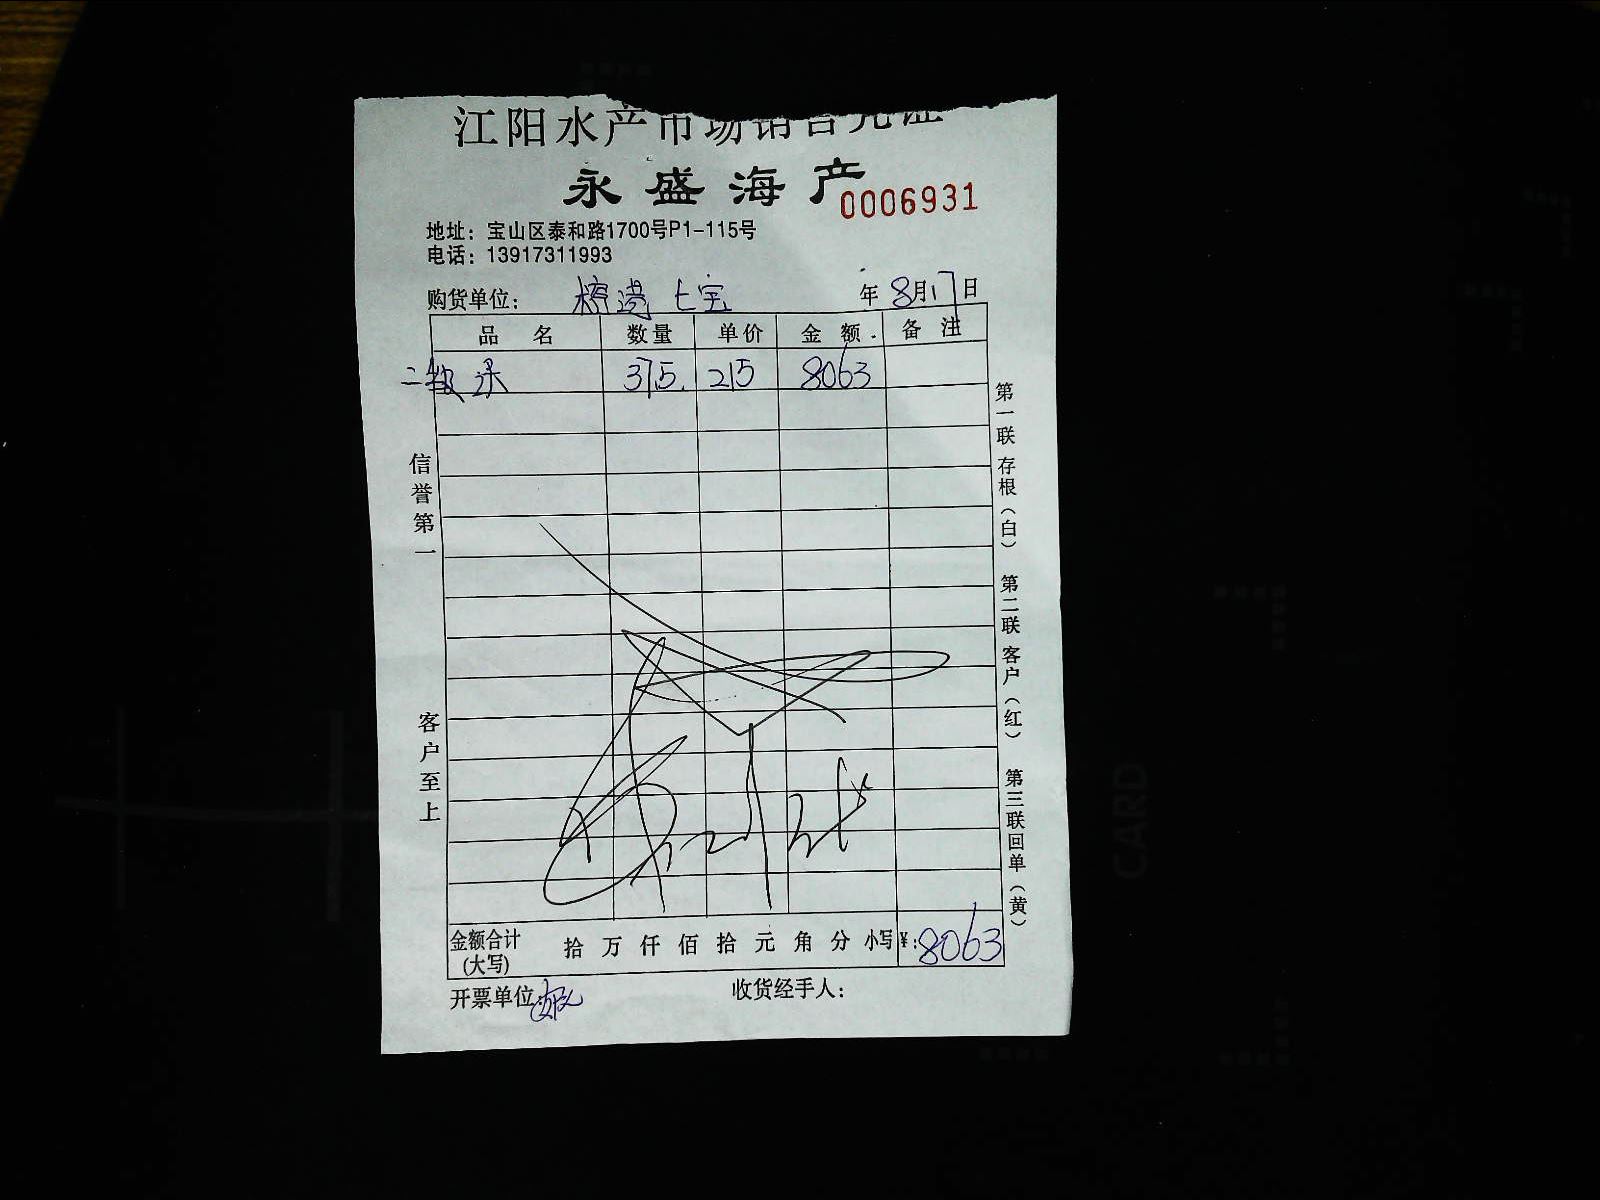 江阳水产市场销售凭证
永盛海产
0006931
地址：宝山区泰和路1700号P1-115号
电话：13917311993
购货单位： 七宝 年 8月17日
品 名 数量 单价 金 额 备 注
二级 375. 215 8063
信誉第一
客户至上
第一联 存根（白） 第二联 客户（红） 第三联 回单（黄）
金额合计(大写) 拾 万 仟 佰 拾 元 角 分 小写 ¥：8063
开票单位 收货经手人：